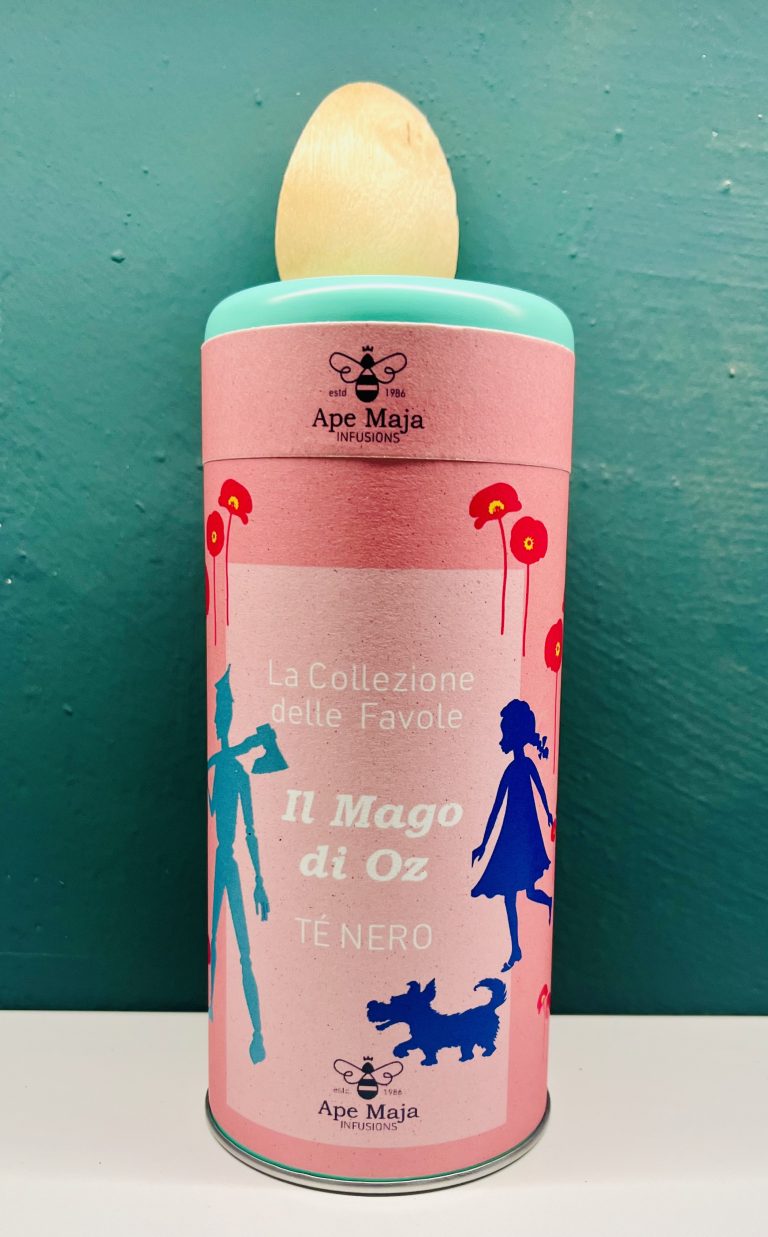 estd 1986
Ape Maja
INFUSIONS
La Collezione
delle Favole
Il Mago
di Oz
TÉ NERO
estd. 1986
Ape Maja
INFUSIONS